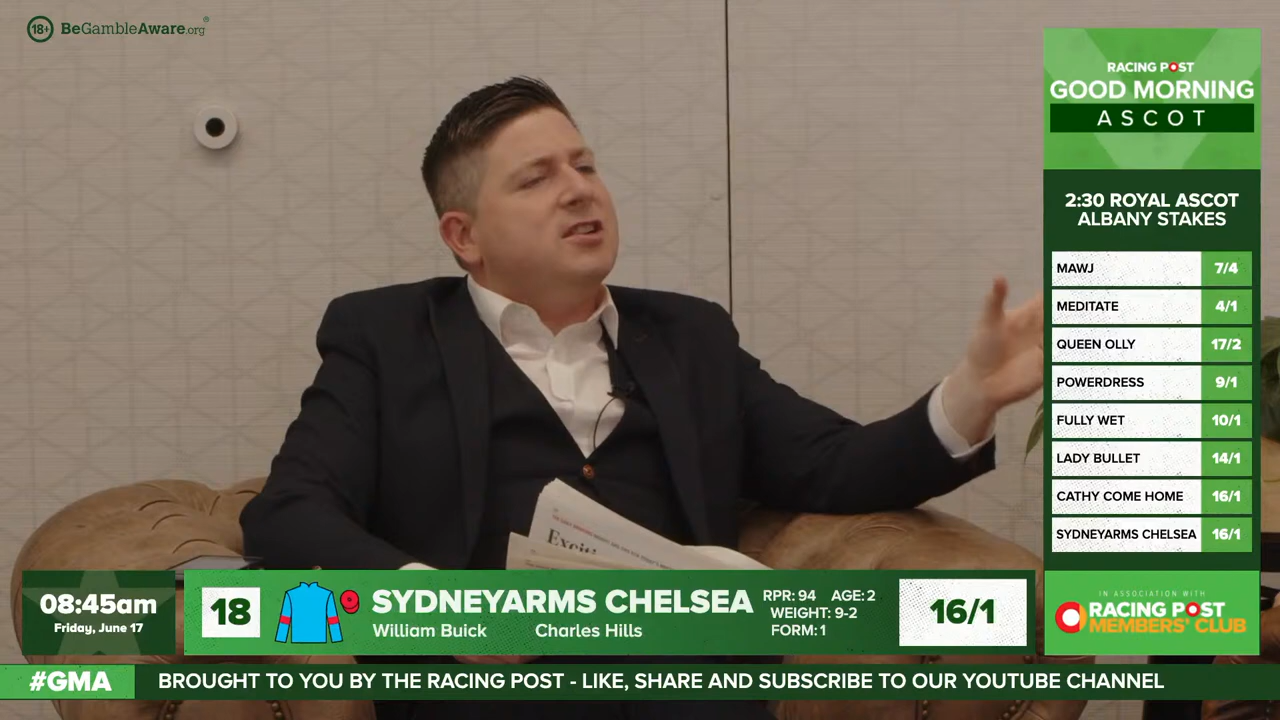 18+ BeGambleAware.org®
RACING POST
GOOD MORNING
ASCOT
2:30 ROYAL ASCOT
ALBANY STAKES
MAWJ 7/4
MEDITATE 4/1
QUEEN OLLY 17/2
POWERDRESS 9/1
FULLY WET 10/1
LADY BULLET 14/1
CATHY COME HOME 16/1
SYDNEYARMS CHELSEA 16/1
Exciti
08:45am
Friday, June 17
18
SYDNEYARMS CHELSEA
William Buick Charles Hills
RPR: 94 AGE: 2
WEIGHT: 9-2
FORM: 1
16/1
IN ASSOCIATION WITH
RACING POST
MEMBERS' CLUB
#GMA
BROUGHT TO YOU BY THE RACING POST - LIKE, SHARE AND SUBSCRIBE TO OUR YOUTUBE CHANNEL